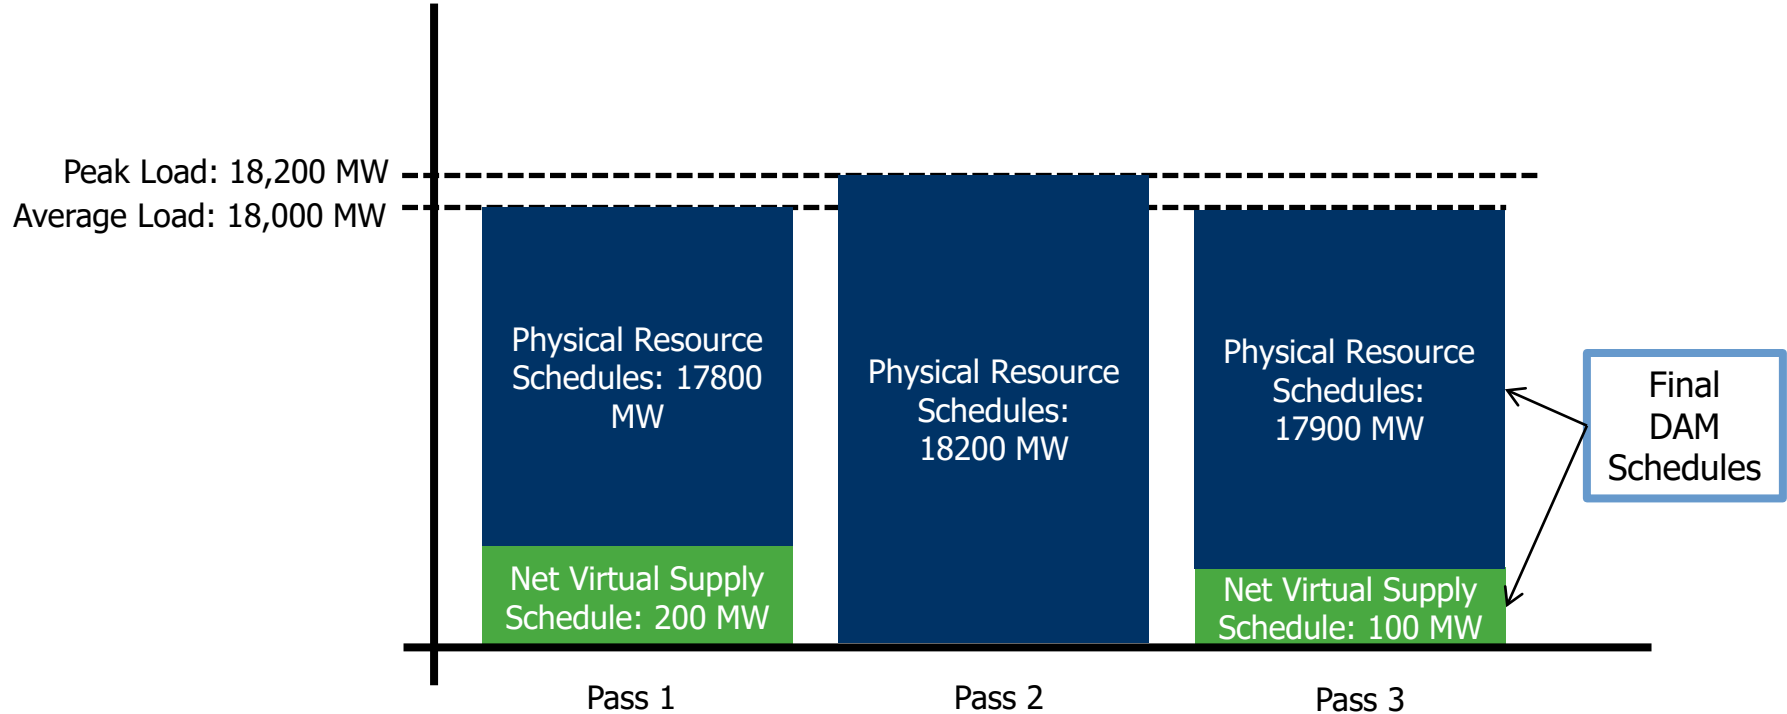 Peak Load: 18,200 MW
Average Load: 18,000 MW
Physical Resource
Schedules: 17800
MW
Net Virtual Supply
Schedule: 200 MW
Physical Resource
Schedules:
18200 MW
Physical Resource
Schedules:
17900 MW
Net Virtual Supply
Schedule: 100 MW
Final
DAM
Schedules
Pass 1
Pass 2
Pass 3